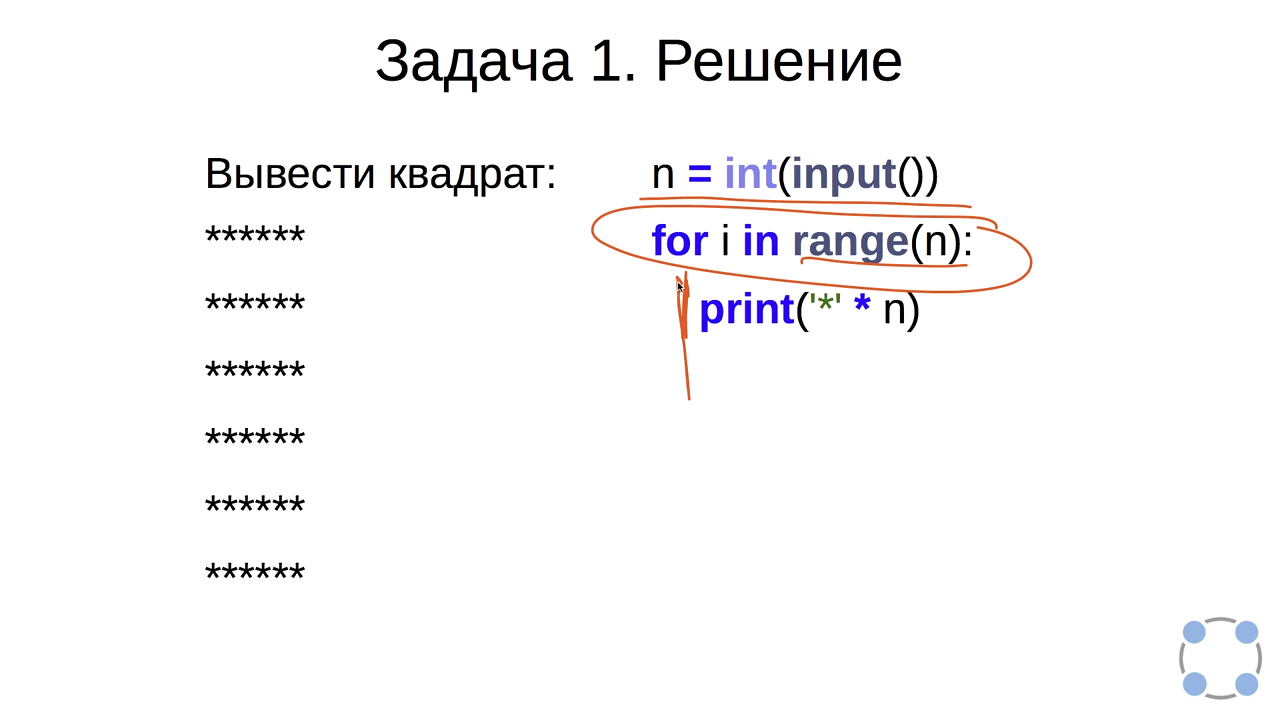 Задача 1. Решение
Вывести квадрат:
******
******
******
******
******
******
n = int(input())
for i in range(n):
print('*' * n)